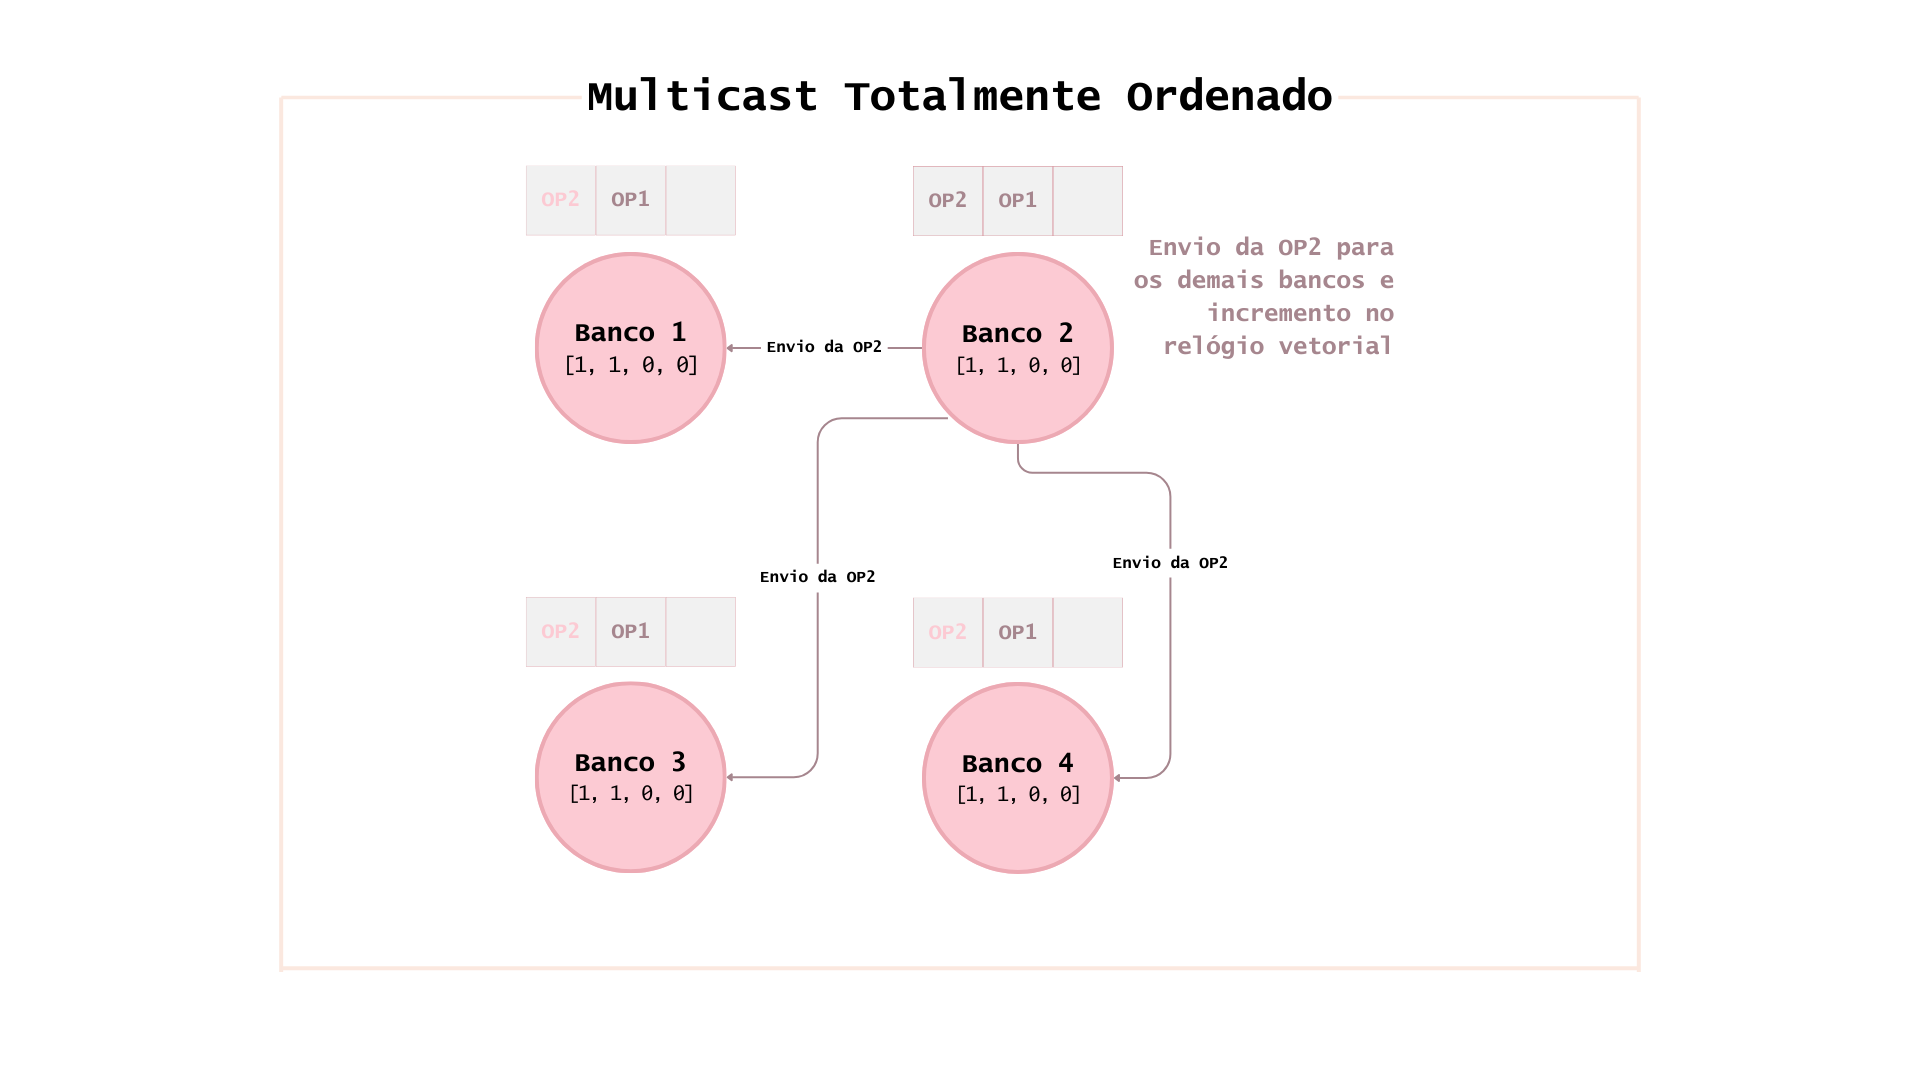 Multicast Totalmente Ordenado
OP2 OP1
OP2 OP1
Envio da OP2 para
os demais bancos e
incremento no
relógio vetorial
Banco 1
[1, 1, 0, 0]
Envio da OP2
Banco 2
[1, 1, 0, 0]
Envio da OP2
Envio da OP2
OP2 OP1
OP2 OP1
Banco 3
[1, 1, 0, 0]
Banco 4
[1, 1, 0, 0]